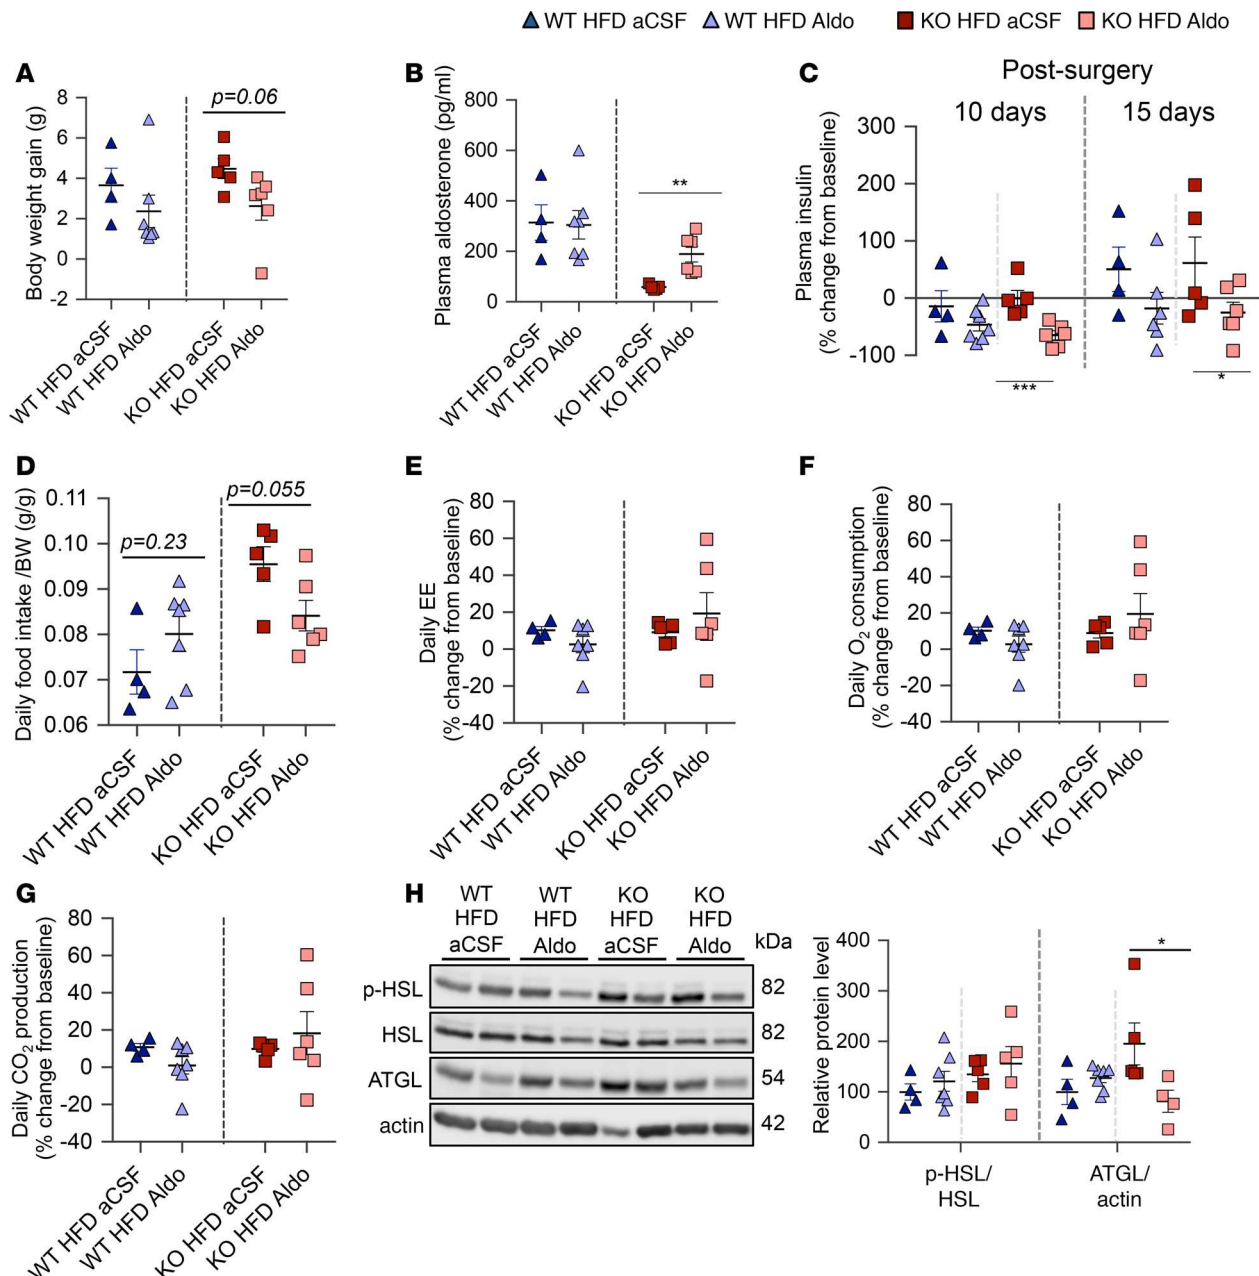 WT HFD aCSF WT HFD Aldo KO HFD aCSF KO HFD Aldo
A
Body weight gain (g)
8
6
4
2
0
-2
p=0.06
WT HFD aCSF
WT HFD Aldo
KO HFD aCSF
KO HFD Aldo
B
Plasma aldosterone (pg/ml)
800
600
400
200
0
**
WT HFD aCSF
WT HFD Aldo
KO HFD aCSF
KO HFD Aldo
C
Post-surgery
10 days 15 days
Plasma insulin
(% change from baseline)
300
200
100
0
-100
***
*
D
Daily food intake /BW (g/g)
0.11
0.10
0.09
0.08
0.07
0.06
p=0.23
p=0.055
WT HFD aCSF
WT HFD Aldo
KO HFD aCSF
KO HFD Aldo
E
Daily EE
(% change from baseline)
80
60
40
20
0
-20
-40
WT HFD aCSF
WT HFD Aldo
KO HFD aCSF
KO HFD Aldo
F
Daily O2 consumption
(% change from baseline)
80
60
40
20
0
-20
-40
WT HFD aCSF
WT HFD Aldo
KO HFD aCSF
KO HFD Aldo
G
Daily CO2 production
(% change from baseline)
80
60
40
20
0
-20
-40
WT HFD aCSF
WT HFD Aldo
KO HFD aCSF
KO HFD Aldo
H
WT WT KO KO
HFD HFD HFD HFD
aCSF Aldo aCSF Aldo kDa
p-HSL 82
HSL 82
ATGL 54
actin 42
Relative protein level
400
300
200
100
0
*
p-HSL/
HSL
ATGL/
actin